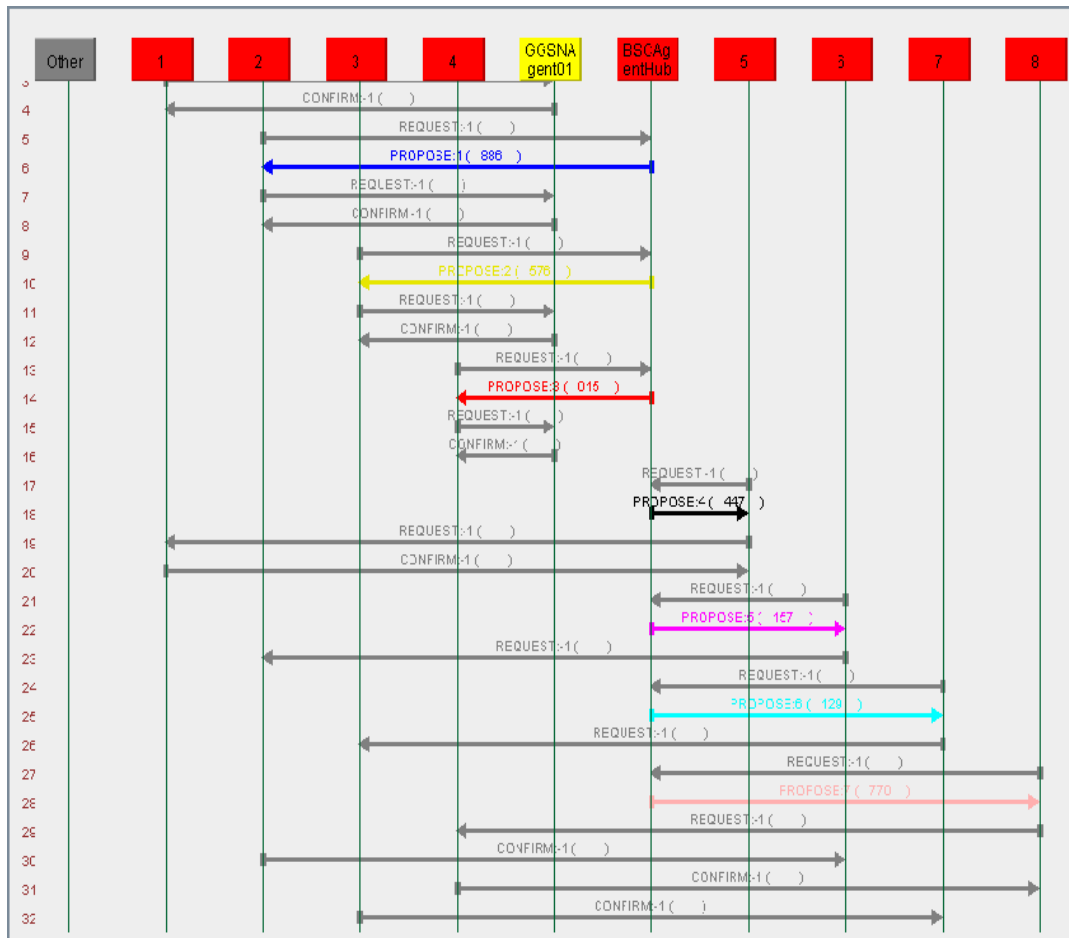 Other
1
2
3
4
GGSNA
gent01
BSCAg
entHub
5
6
7
8
4 CONFIRM:-1 ( )
5 REQUEST:-1 ( )
6 PROPOSE:1 ( 886 )
7 REQUEST:-1 ( )
8 CONFIRM:-1 ( )
9 REQUEST:-1 ( )
10 PROPOSE:2 ( 576 )
11 REQUEST:-1 ( )
12 CONFIRM:-1 ( )
13 REQUEST:-1 ( )
14 PROPOSE:3 ( 015 )
15 REQUEST:-1 ( )
16 CONFIRM:-1 ( )
17 REQUEST:-1 ( )
18 PROPOSE:4 ( 447 )
19 REQUEST:-1 ( )
20 CONFIRM:-1 ( )
21 REQUEST:-1 ( )
22 PROPOSE:5 ( 157 )
23 REQUEST:-1 ( )
24 REQUEST:-1 ( )
25 PROPOSE:6 ( 129 )
26 REQUEST:-1 ( )
27 REQUEST:-1 ( )
28 PROPOSE:7 ( 770 )
29 REQUEST:-1 ( )
30 CONFIRM:-1 ( )
31 CONFIRM:-1 ( )
32 CONFIRM:-1 ( )